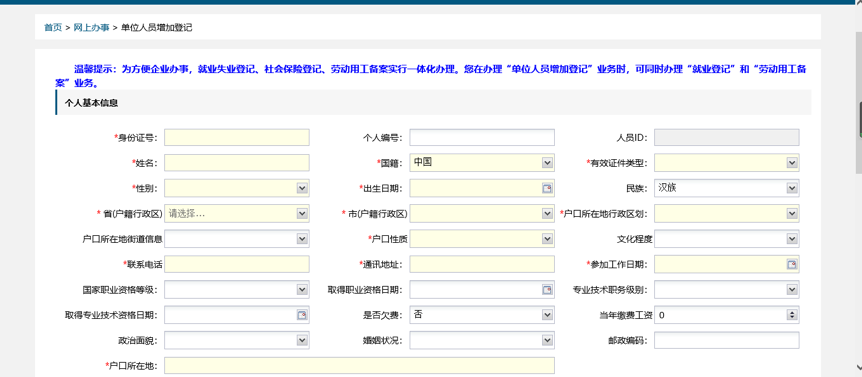 首页 > 网上办事 > 单位人员增加登记
温馨提示：为方便企业办事，就业失业登记、社会保险登记、劳动用工备案实行一体化办理。您在办理“单位人员增加登记”业务时，可同时办理“就业登记”和“劳动用工备
案”业务。
个人基本信息
*身份证号： 个人编号： 人员ID：
*姓名： *国籍： 中国 *有效证件类型：
*性别： *出生日期： 民族： 汉族
* 省(户籍行政区) 请选择... * 市(户籍行政区) *户口所在地行政区划：
户口所在地街道信息 *户口性质 文化程度
*联系电话 *通讯地址： *参加工作日期：
国家职业资格等级： 取得职业资格日期： 专业技术职务级别：
取得专业技术资格日期： 是否欠费： 否 当年缴费工资 0
政治面貌： 婚姻状况： 邮政编码：
*户口所在地：